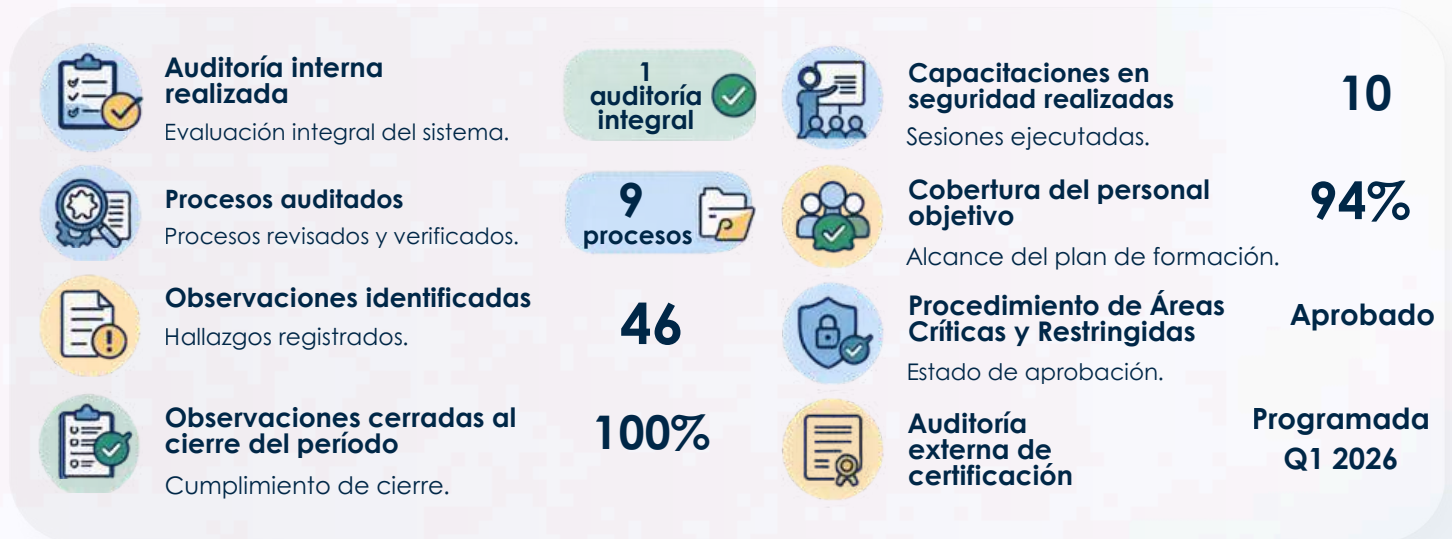 Auditoría interna
realizada
Evaluación integral del sistema.
1
auditoría
integral
Procesos auditados
Procesos revisados y verificados.
9
procesos
Observaciones identificadas
Hallazgos registrados.
46
Observaciones cerradas al
cierre del período
Cumplimiento de cierre.
100%
Capacitaciones en
seguridad realizadas
Sesiones ejecutadas.
10
Cobertura del personal
objetivo
Alcance del plan de formación.
94%
Procedimiento de Áreas
Críticas y Restringidas
Estado de aprobación.
Aprobado
Auditoría
externa de
certificación
Programada
Q1 2026